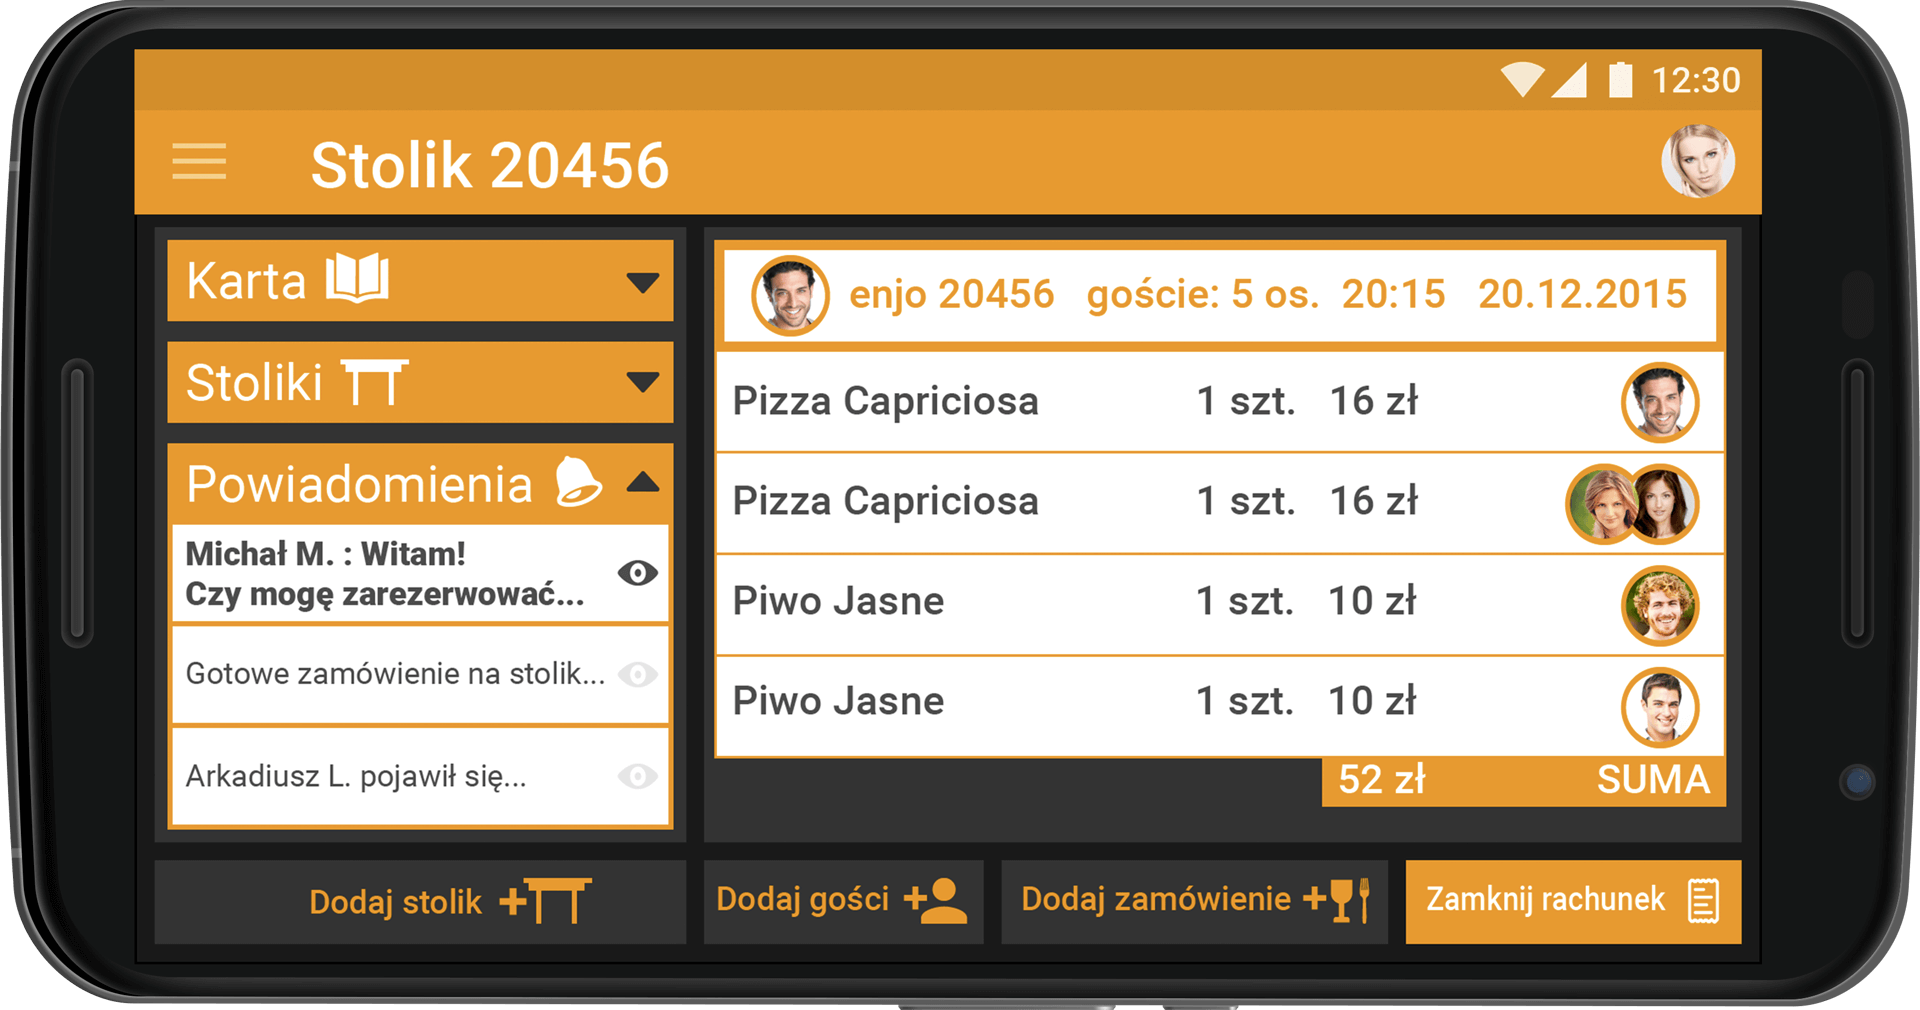 12:30
Stolik 20456
Karta
Stoliki
Powiadomienia
Michał M. : Witam!
Czy mogę zarezerwować...
Gotowe zamówienie na stolik...
Arkadiusz L. pojawił się...
enjo 20456 goście: 5 os. 20:15 20.12.2015
Pizza Capriciosa 1 szt. 16 zł
Pizza Capriciosa 1 szt. 16 zł
Piwo Jasne 1 szt. 10 zł
Piwo Jasne 1 szt. 10 zł
52 zł SUMA
Dodaj stolik
Dodaj gości
Dodaj zamówienie
Zamknij rachunek